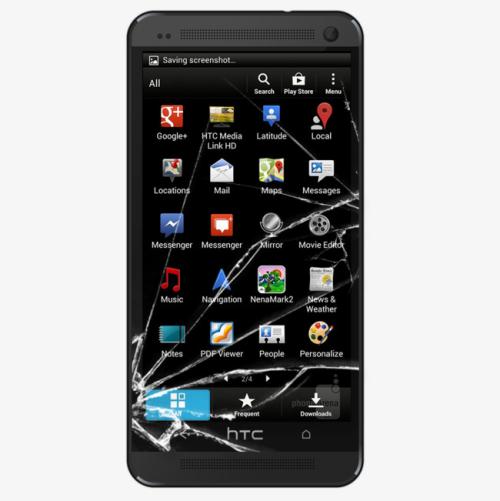 Saving screenshot...
All
Search Play Store Menu
Google+ HTC Media Link HD Latitude Local
Locations Mail Maps Messages
Messenger Messenger Mirror Movie Editor
Music Navigation NenaMark2 News & Weather
Notes PDF Viewer People Personalize
2/4
All Frequent Downloads
phonearena
hTC